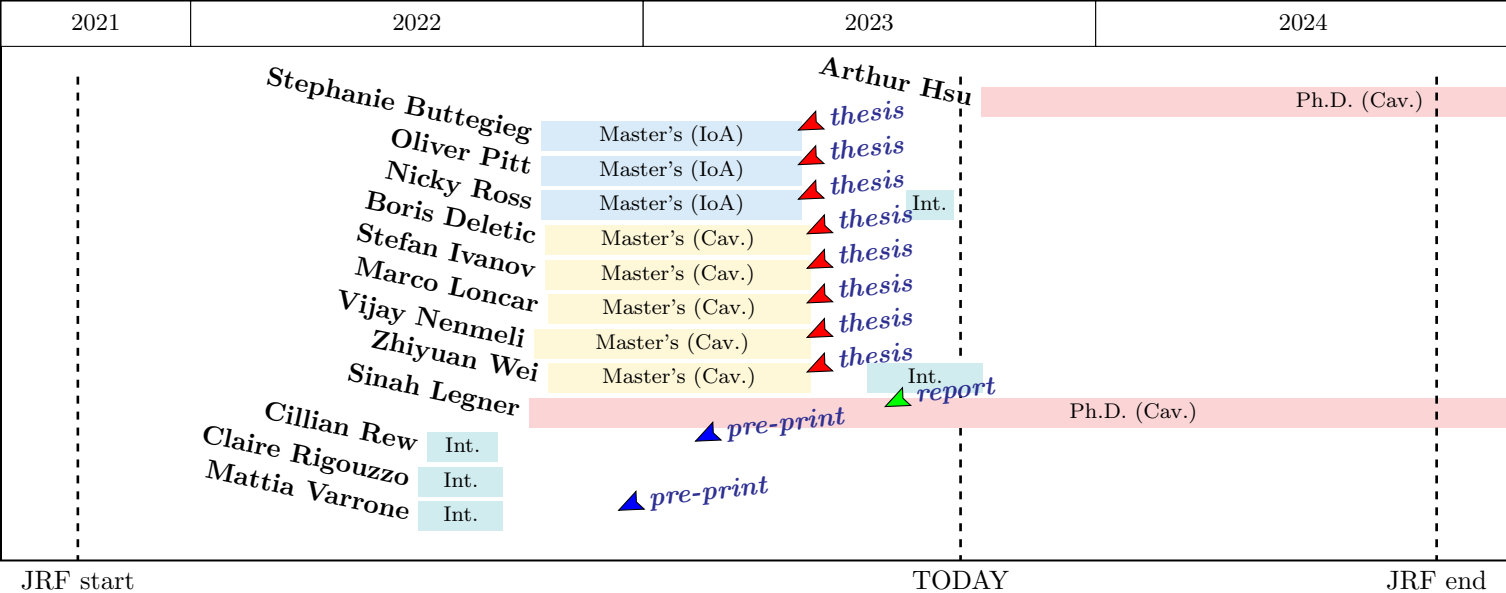 2021 2022 2023 2024
Arthur Hsu Ph.D. (Cav.)
Stephanie Buttegieg Master's (IoA) thesis
Oliver Pitt Master's (IoA) thesis
Nicky Ross Master's (IoA) thesis Int.
Boris Deletic Master's (Cav.) thesis
Stefan Ivanov Master's (Cav.) thesis
Marco Loncar Master's (Cav.) thesis
Vijay Nenmeli Master's (Cav.) thesis
Zhiyuan Wei Master's (Cav.) thesis Int.
Sinah Legner report Ph.D. (Cav.)
Cillian Rew Int. pre-print
Claire Rigouzzo Int.
Mattia Varrone Int. pre-print
JRF start TODAY JRF end